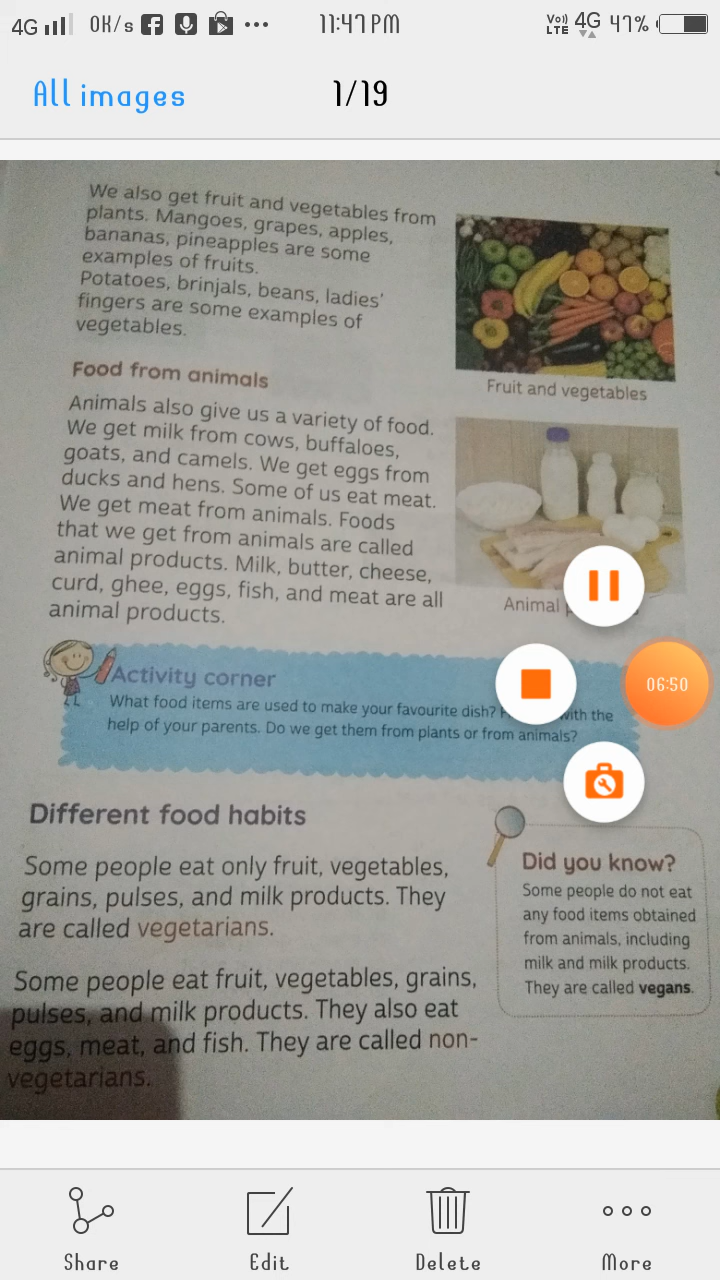 4G 0K/s 11:47 PM Vo)) LTE 4G 47%
All images 1/19
We also get fruit and vegetables from
plants. Mangoes, grapes, apples,
bananas, pineapples are some
examples of fruits.
Potatoes, brinjals, beans, ladies'
fingers are some examples of
vegetables.
Fruit and vegetables
Food from animals
Animals also give us a variety of food.
We get milk from cows, buffaloes,
goats, and camels. We get eggs from
ducks and hens. Some of us eat meat.
We get meat from animals. Foods
that we get from animals are called
animal products. Milk, butter, cheese,
curd, ghee, eggs, fish, and meat are all
animal products.
Animal
06:50
Activity corner
What food items are used to make your favourite dish? with the
help of your parents. Do we get them from plants or from animals?
Different food habits
Some people eat only fruit, vegetables,
grains, pulses, and milk products. They
are called vegetarians.
Some people eat fruit, vegetables, grains,
pulses, and milk products. They also eat
eggs, meat, and fish. They are called non-
vegetarians.
Did you know?
Some people do not eat
any food items obtained
from animals, including
milk and milk products.
They are called vegans.
Share Edit Delete More